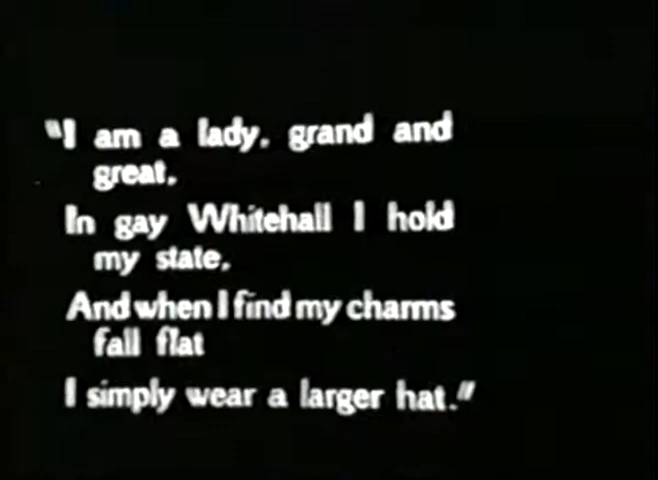 "I am a lady, grand and
great,
In gay Whitehall I hold
my state,
And when I find my charms
fall flat
I simply wear a larger hat."